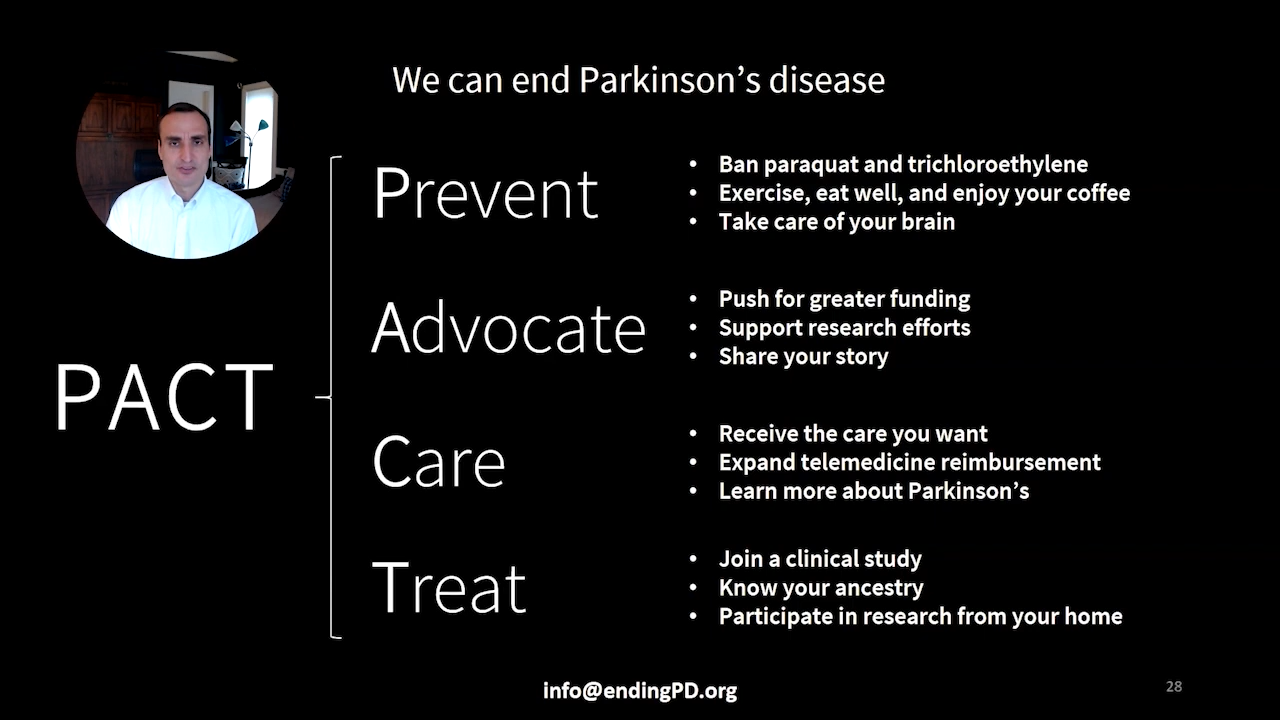 We can end Parkinson’s disease
PACT
Prevent
• Ban paraquat and trichloroethylene
• Exercise, eat well, and enjoy your coffee
• Take care of your brain
Advocate
• Push for greater funding
• Support research efforts
• Share your story
Care
• Receive the care you want
• Expand telemedicine reimbursement
• Learn more about Parkinson’s
Treat
• Join a clinical study
• Know your ancestry
• Participate in research from your home
info@endingPD.org
28